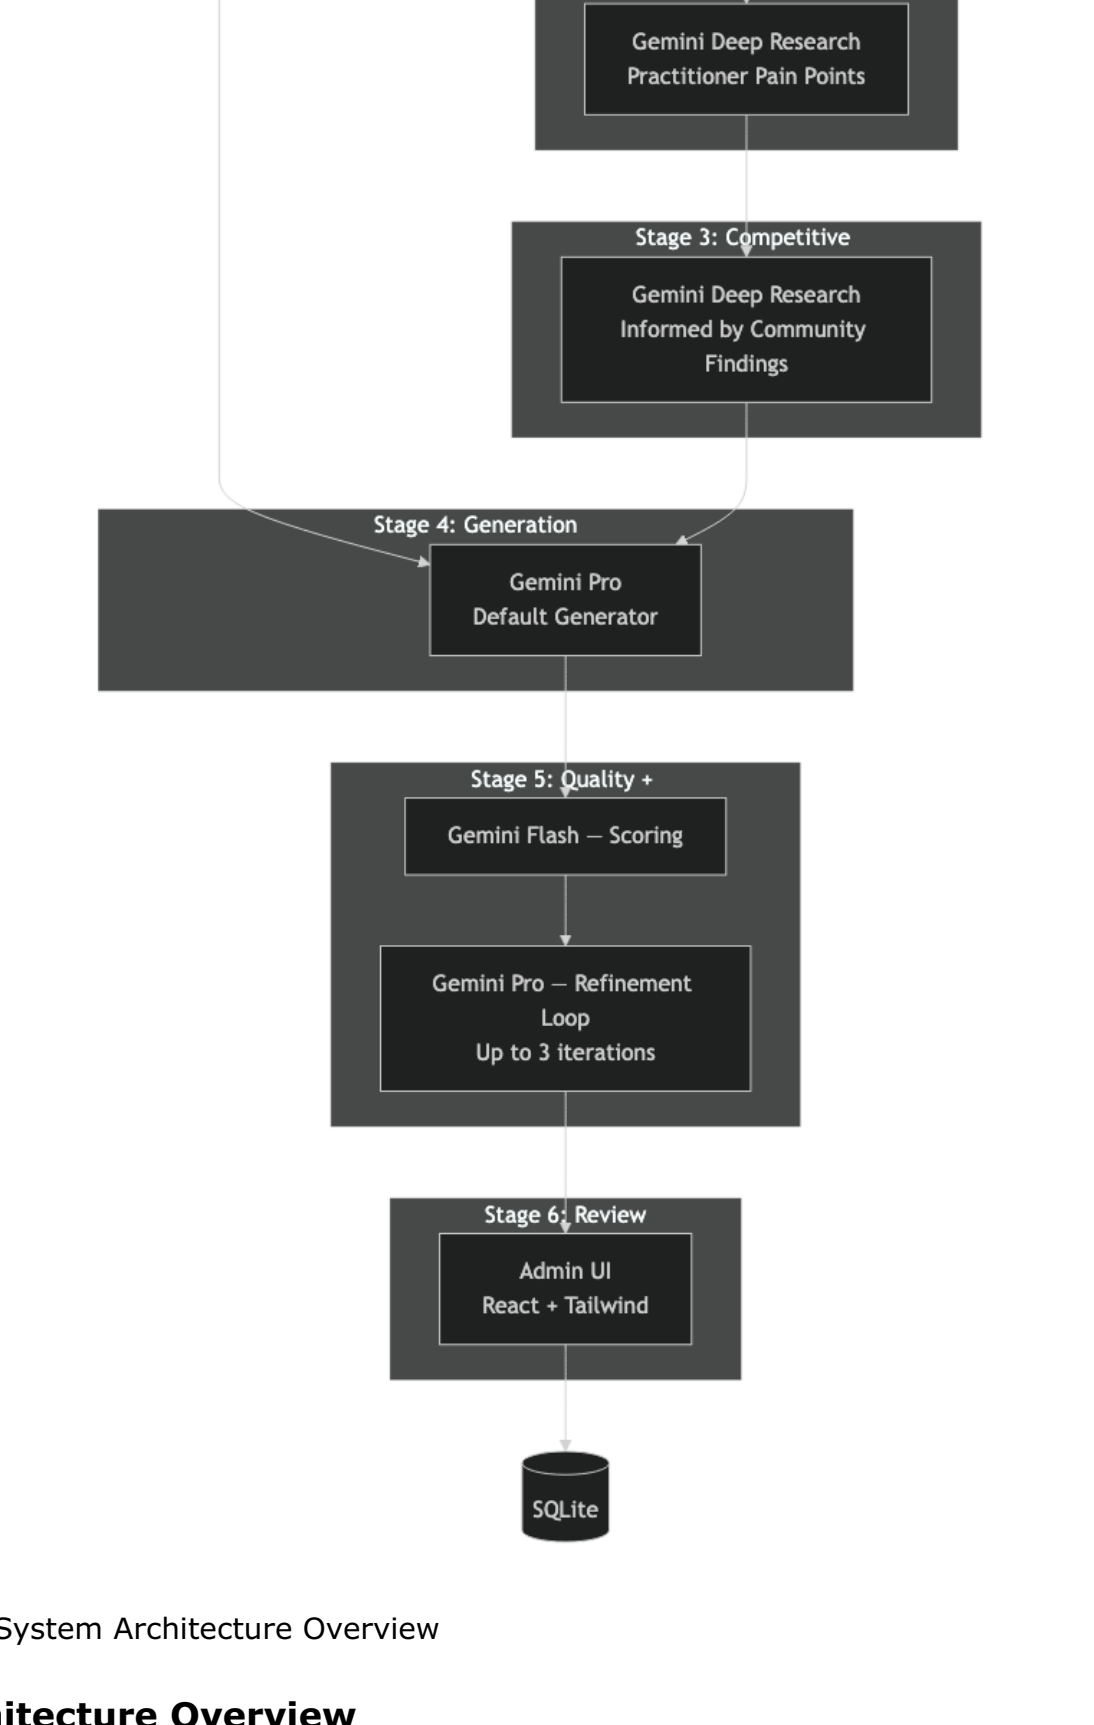 Gemini Deep Research
Practitioner Pain Points
Stage 3: Competitive
Gemini Deep Research
Informed by Community
Findings
Stage 4: Generation
Gemini Pro
Default Generator
Stage 5: Quality +
Gemini Flash — Scoring
Gemini Pro — Refinement
Loop
Up to 3 iterations
Stage 6: Review
Admin UI
React + Tailwind
SQLite
System Architecture Overview
itecture Overview